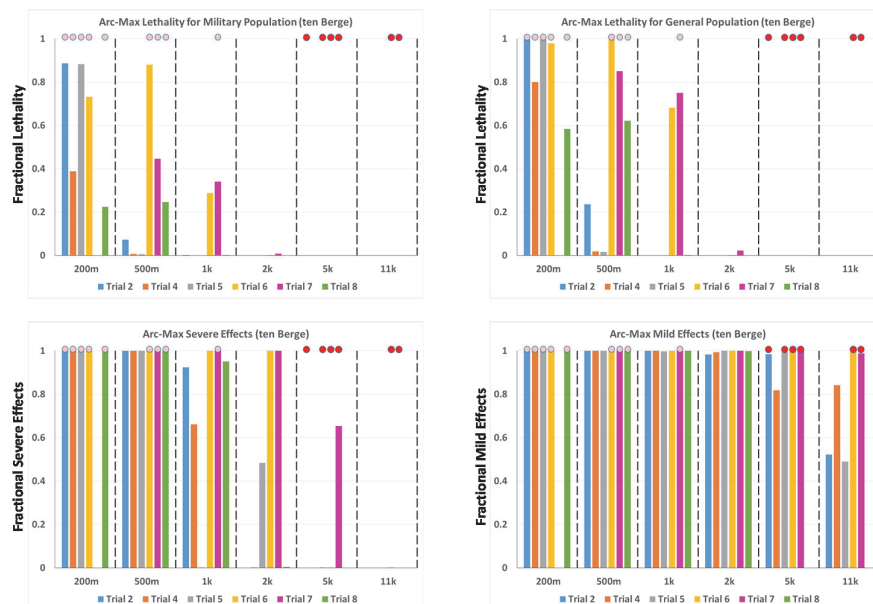 Arc-Max Lethality for Military Population (ten Berge)
Fractional Lethality
1
0.8
0.6
0.4
0.2
0
200m 500m 1k 2k 5k 11k
Trial 2 Trial 4 Trial 5 Trial 6 Trial 7 Trial 8
Arc-Max Lethality for General Population (ten Berge)
Fractional Lethality
1
0.8
0.6
0.4
0.2
0
200m 500m 1k 2k 5k 11k
Trial 2 Trial 4 Trial 5 Trial 6 Trial 7 Trial 8
Arc-Max Severe Effects (ten Berge)
Fractional Severe Effects
1
0.8
0.6
0.4
0.2
0
200m 500m 1k 2k 5k 11k
Trial 2 Trial 4 Trial 5 Trial 6 Trial 7 Trial 8
Arc-Max Mild Effects (ten Berge)
Fractional Mild Effects
1
0.8
0.6
0.4
0.2
0
200m 500m 1k 2k 5k 11k
Trial 2 Trial 4 Trial 5 Trial 6 Trial 7 Trial 8